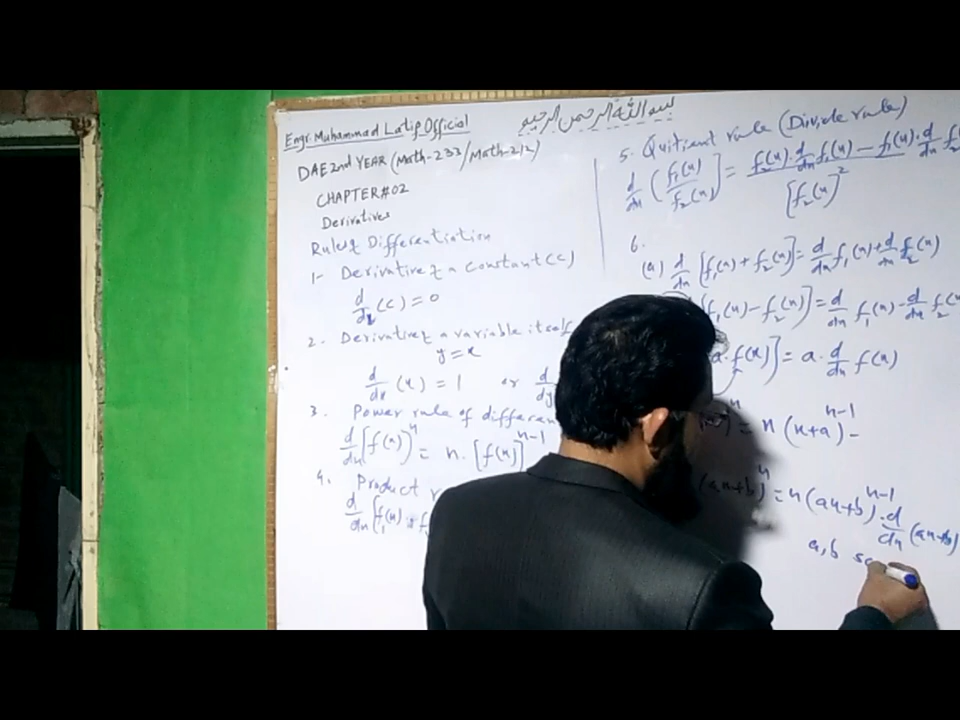 بسم الله الرحمن الرحيم
Engr. Muhammad Latif Official
DAE 2nd YEAR (Math-233/Math-212)
CHAPTER#02
Derivatives
Rules of Differentiation
1- Derivative of a Constant (C)
d/dx (c) = 0
2. Derivative of a variable itself
y = x
d/dx (x) = 1 or d/dy
3. Power rule of differen
d/dx [f(x)]^n = n. [f(x)]^n-1
4. Product
d/dx [f₁(x) . f
5. Quitient rule (Divide rule)
d/dx (f₁(x)/f₂(x)] = f₂(x). d/dx f₁(x) - f₁(x). d/dx f₂ / [f₂(x)^2
6.
(a) d/dx [f₁(x) + f₂(x)] = d/dx f₁(x) + d/dx f₂(x)
f₁(x) - f₂(x)] = d/dx f₁(x) - d/dx f₂(x
a. f(x)] = a. d/dx f(x)
)^n = n (x+a)^n-1 -
(ax+b)^n = n(ax+b)^n-1 . d/dx (ax+b)
a,b sc